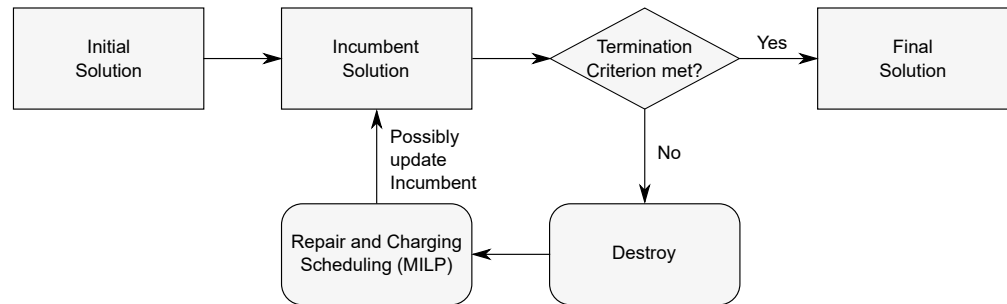 Initial
Solution
Incumbent
Solution
Termination
Criterion met?
Yes
Final
Solution
Possibly
update
Incumbent
No
Repair and Charging
Scheduling (MILP)
Destroy